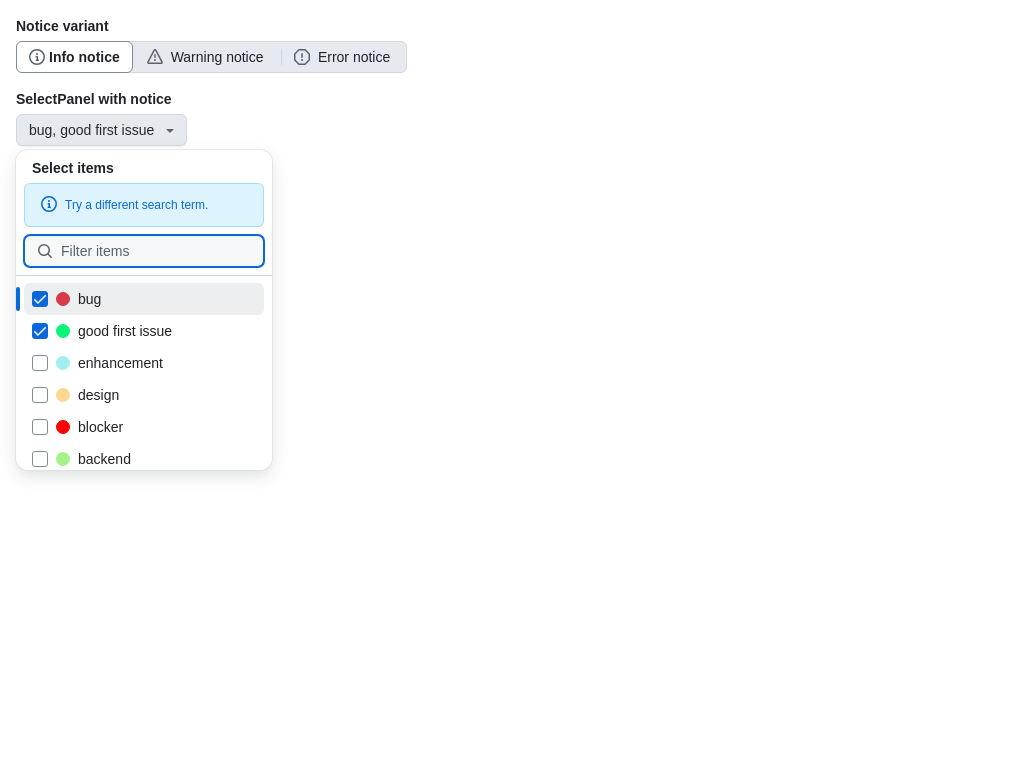 Notice variant
Info notice Warning notice Error notice
SelectPanel with notice
bug, good first issue
Select items
Try a different search term.
Filter items
bug
good first issue
enhancement
design
blocker
backend